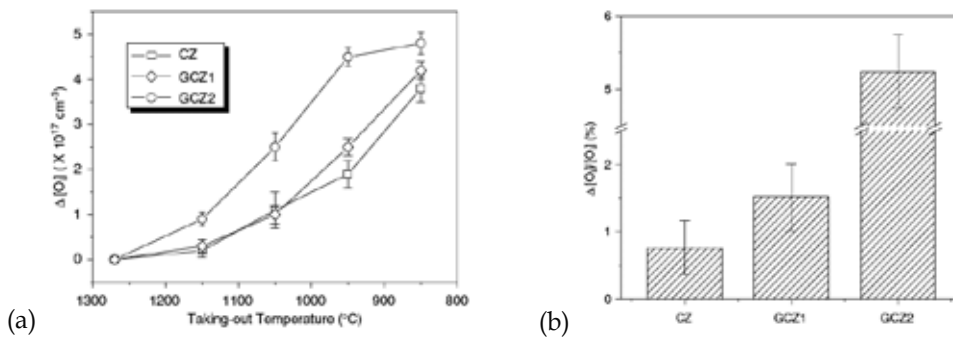 (a)
Δ[Oᵢ] ( X 10¹⁷ cm⁻³)
5
4
3
2
1
0
CZ
GCZ1
GCZ2
1300 1200 1100 1000 900 800
Taking-out Temperature (°C)
(b)
Δ[Oᵢ]/[Oᵢ] (%)
6
5
2
1
0
CZ GCZ1 GCZ2